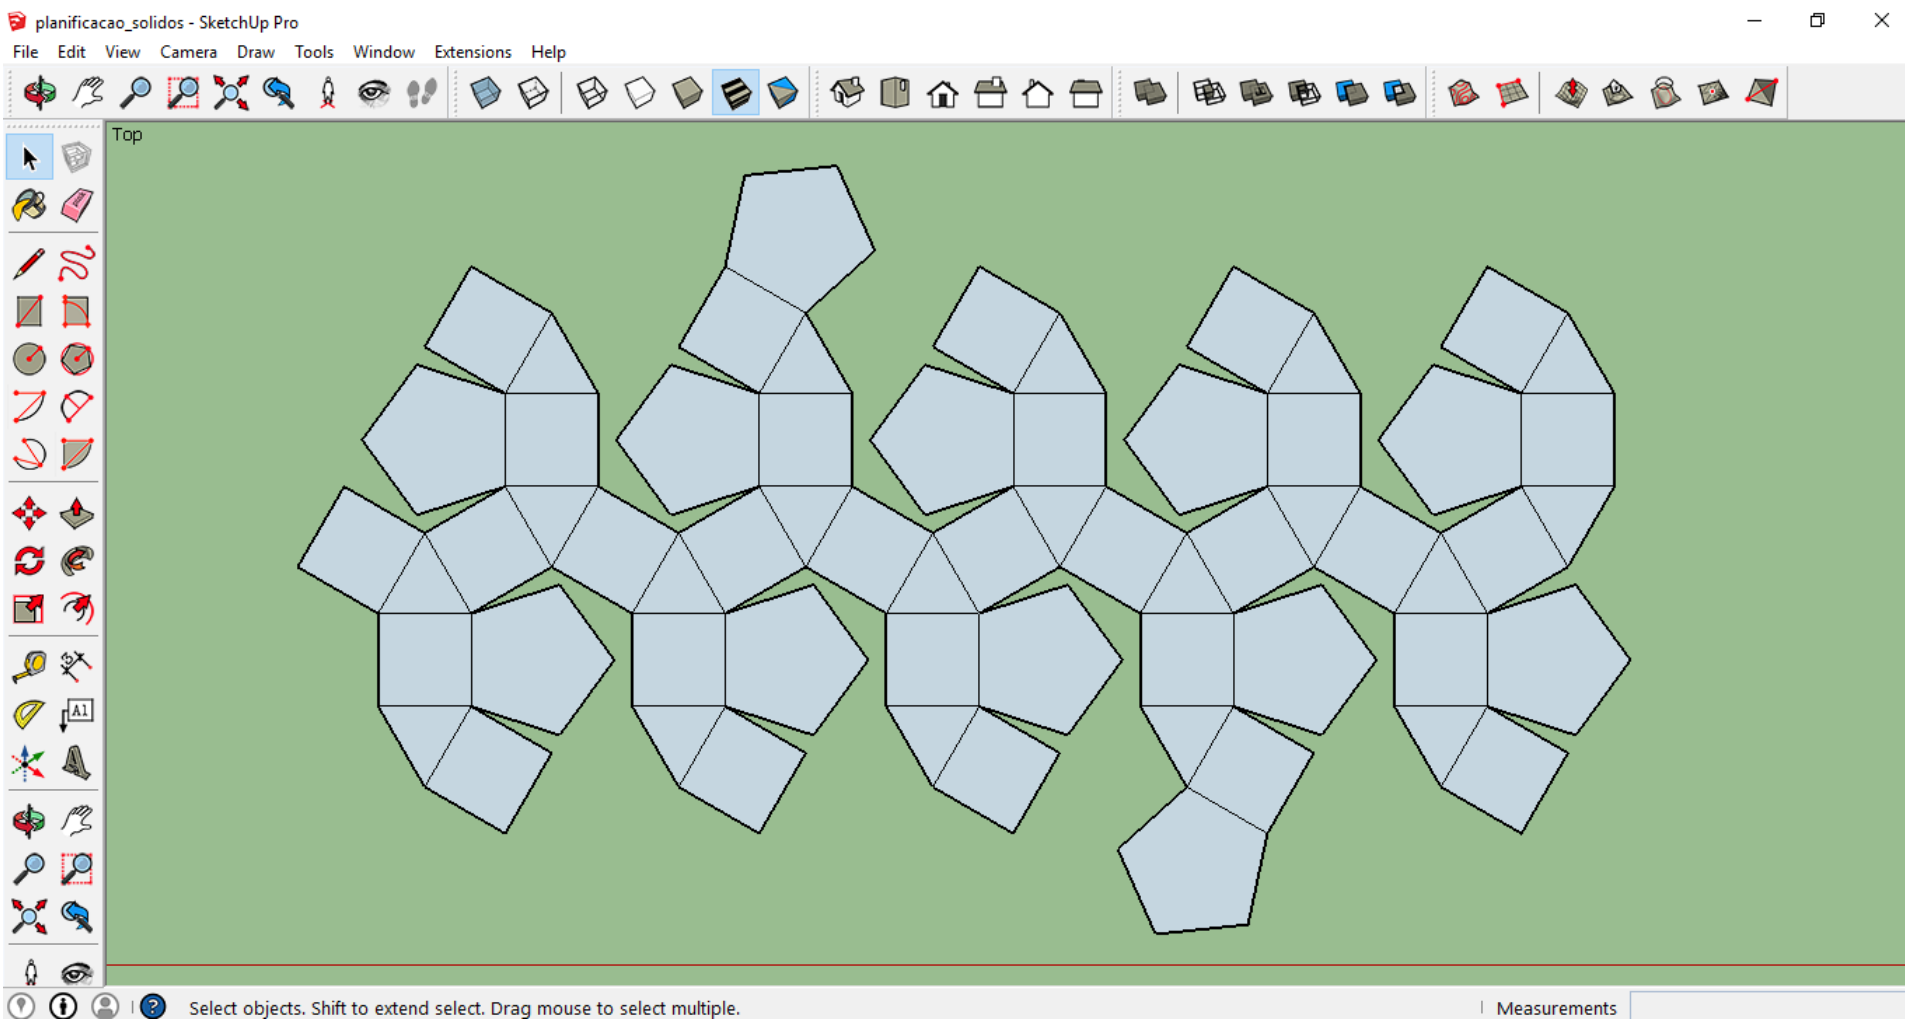 planificacao_solidos - SketchUp Pro
File Edit View Camera Draw Tools Window Extensions Help
Top
A1
Select objects. Shift to extend select. Drag mouse to select multiple.
Measurements